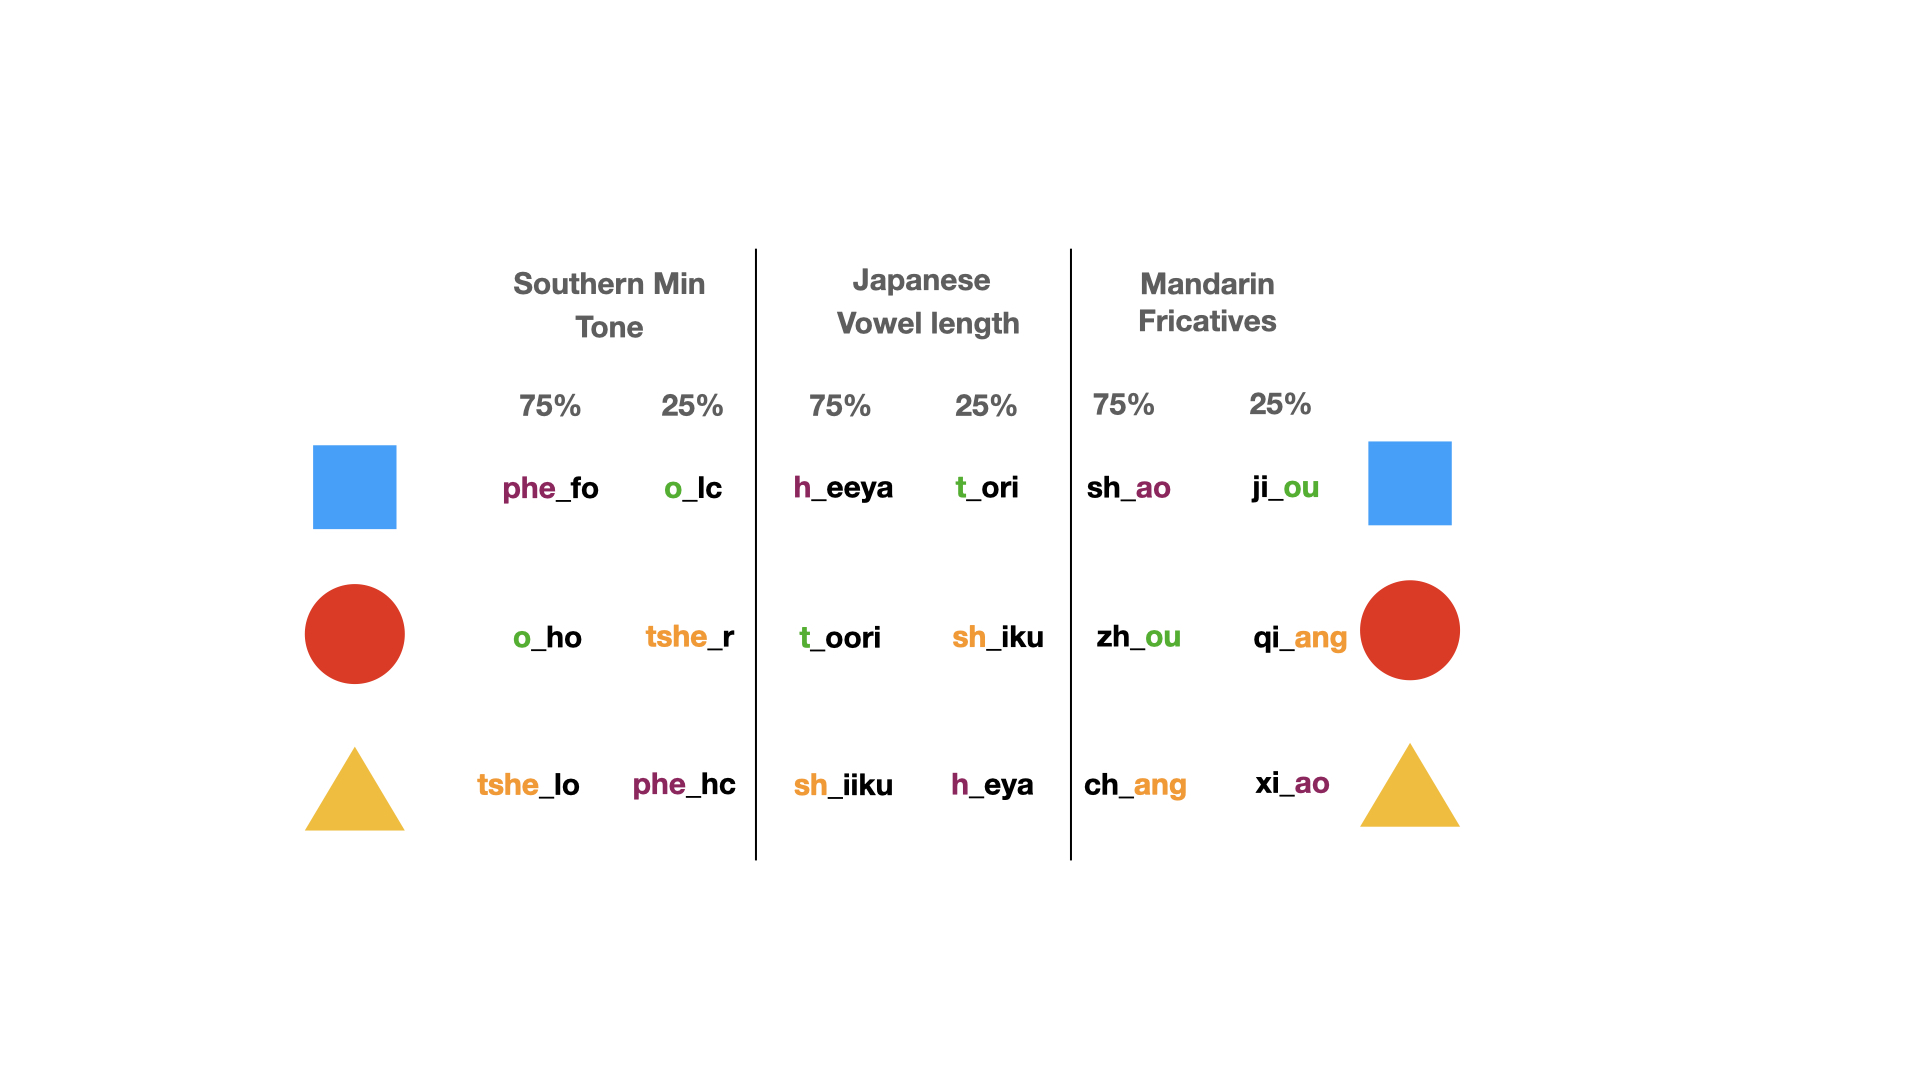 Southern Min
Tone
Japanese
Vowel length
Mandarin
Fricatives
75% 25% 75% 25% 75% 25%
phe_fo o_lc h_eeya t_ori sh_ao ji_ou
o_ho tshe_r t_oori sh_iku zh_ou qi_ang
tshe_lo phe_hc sh_iiku h_eya ch_ang xi_ao